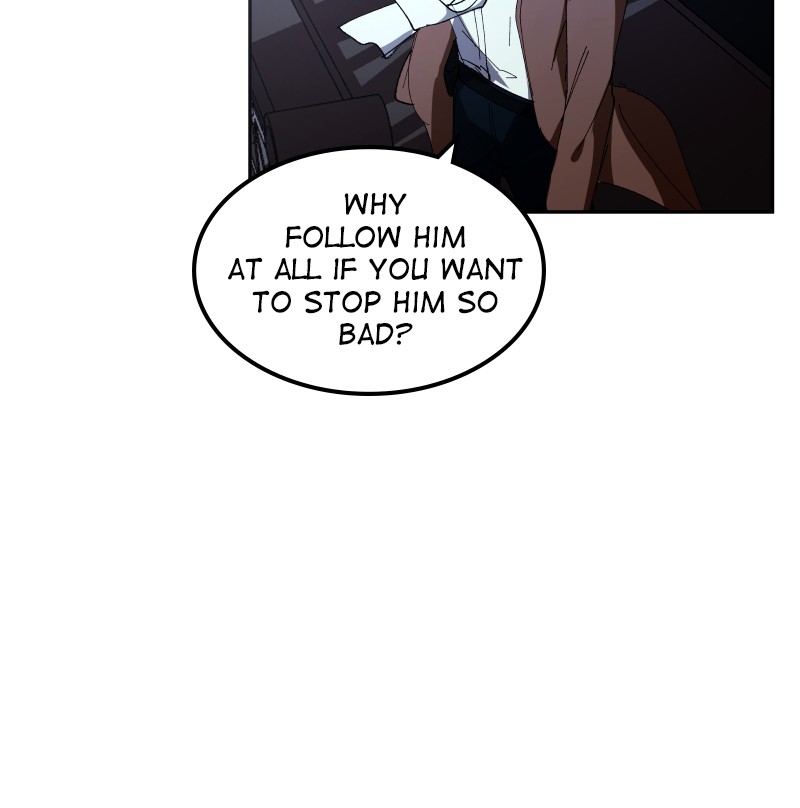 WHY
FOLLOW HIM
AT ALL IF YOU WANT
TO STOP HIM SO
BAD?